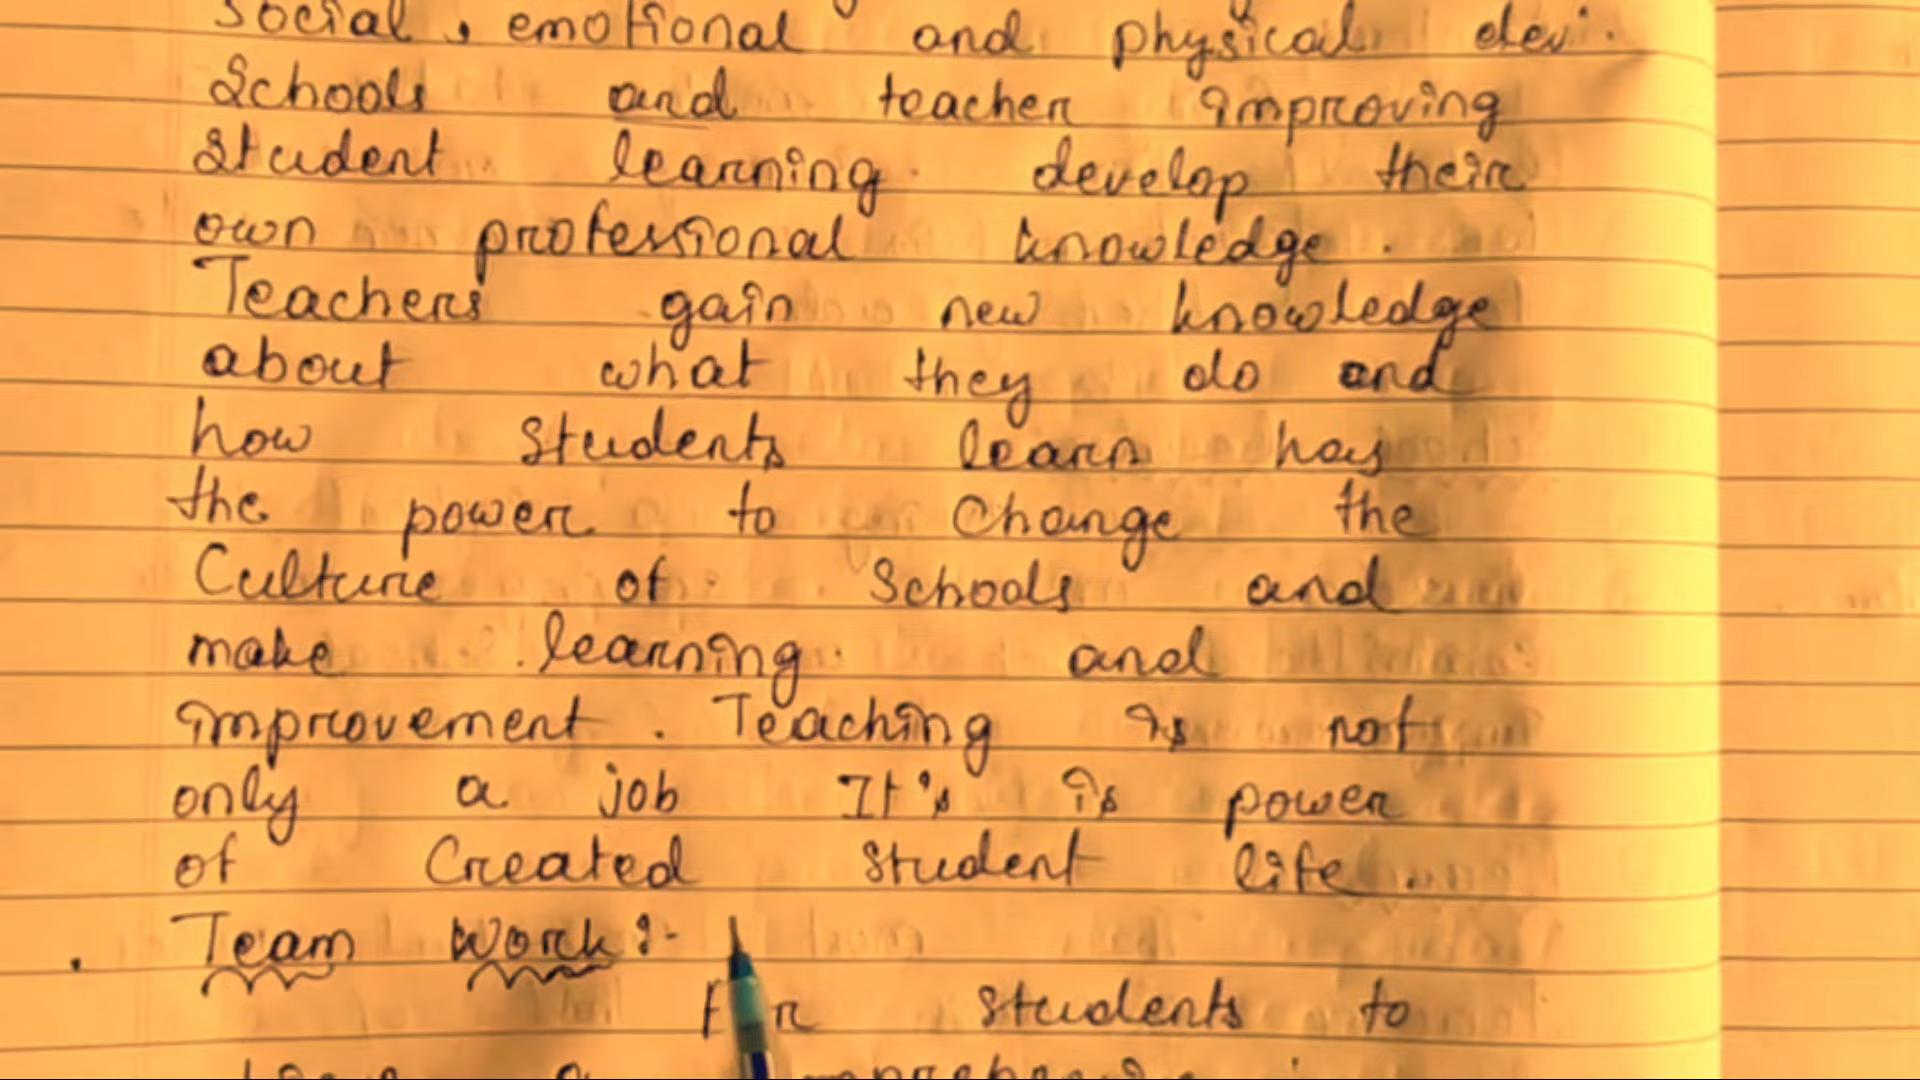 Social, emotional and physical dev.
Schools and teacher improving
student learning develop their
own professional knowledge.
Teachers gain new knowledge
about what they do and
how students learn has
the power to change the
Culture of Schools and
make learning and
improvement. Teaching is not
only a job It's is power
of Created student life.
. Team Work :-
students to
a